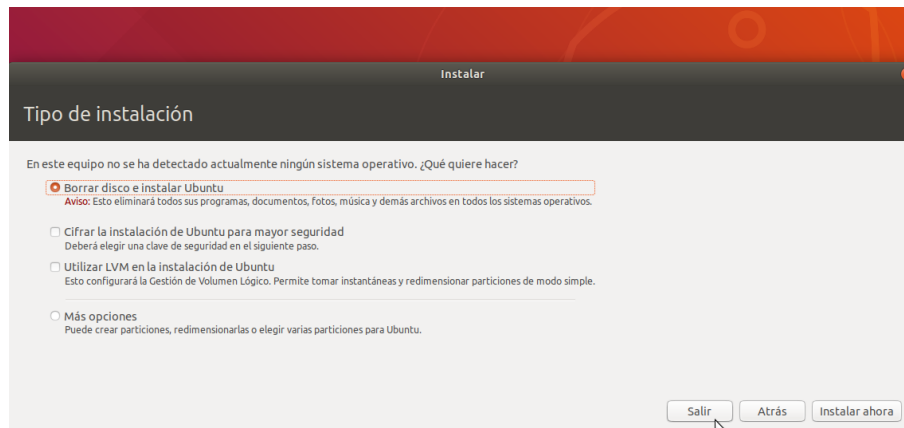 Instalar
Tipo de instalación
En este equipo no se ha detectado actualmente ningún sistema operativo. ¿Qué quiere hacer?
Borrar disco e instalar Ubuntu
Aviso: Esto eliminará todos sus programas, documentos, fotos, música y demás archivos en todos los sistemas operativos.
Cifrar la instalación de Ubuntu para mayor seguridad
Deberá elegir una clave de seguridad en el siguiente paso.
Utilizar LVM en la instalación de Ubuntu
Esto configurará la Gestión de Volumen Lógico. Permite tomar instantáneas y redimensionar particiones de modo simple.
Más opciones
Puede crear particiones, redimensionarlas o elegir varias particiones para Ubuntu.
Salir Atrás Instalar ahora